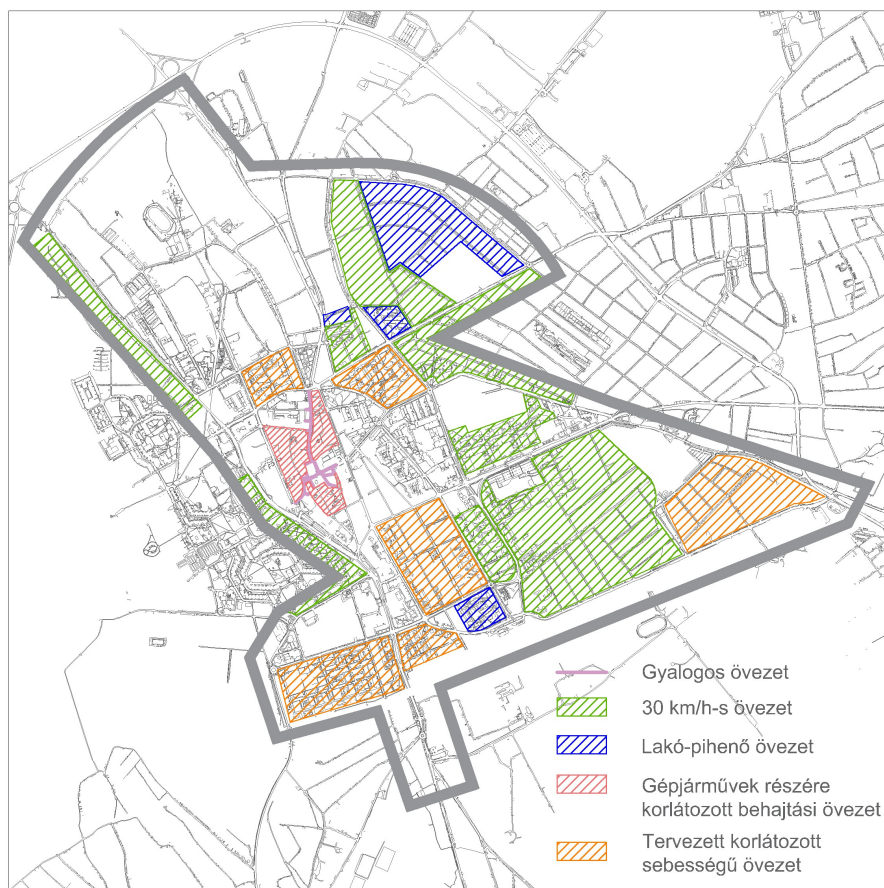 Gyalogos övezet
30 km/h-s övezet
Lakó-pihenő övezet
Gépjárművek részére
korlátozott behajtási övezet
Tervezett korlátozott
sebességű övezet